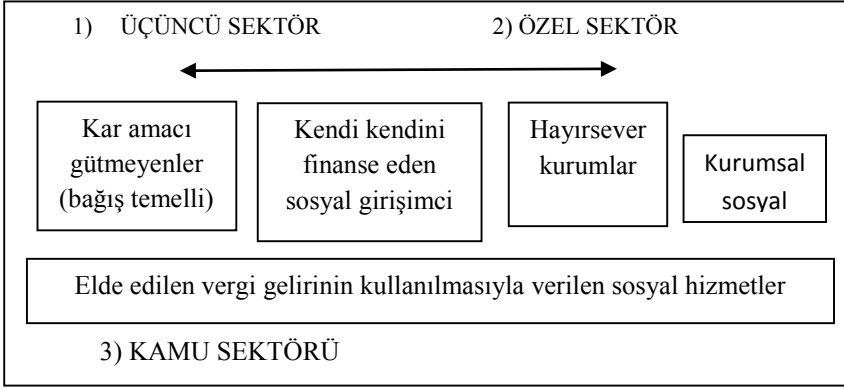 1) ÜÇÜNCÜ SEKTÖR
2) ÖZEL SEKTÖR
Kar amacı
gütmeyenler
(bağış temelli)
Kendi kendini
finanse eden
sosyal girişimci
Hayırsever
kurumlar
Kurumsal
sosyal
Elde edilen vergi gelirinin kullanılmasıyla verilen sosyal hizmetler
3) KAMU SEKTÖRÜ